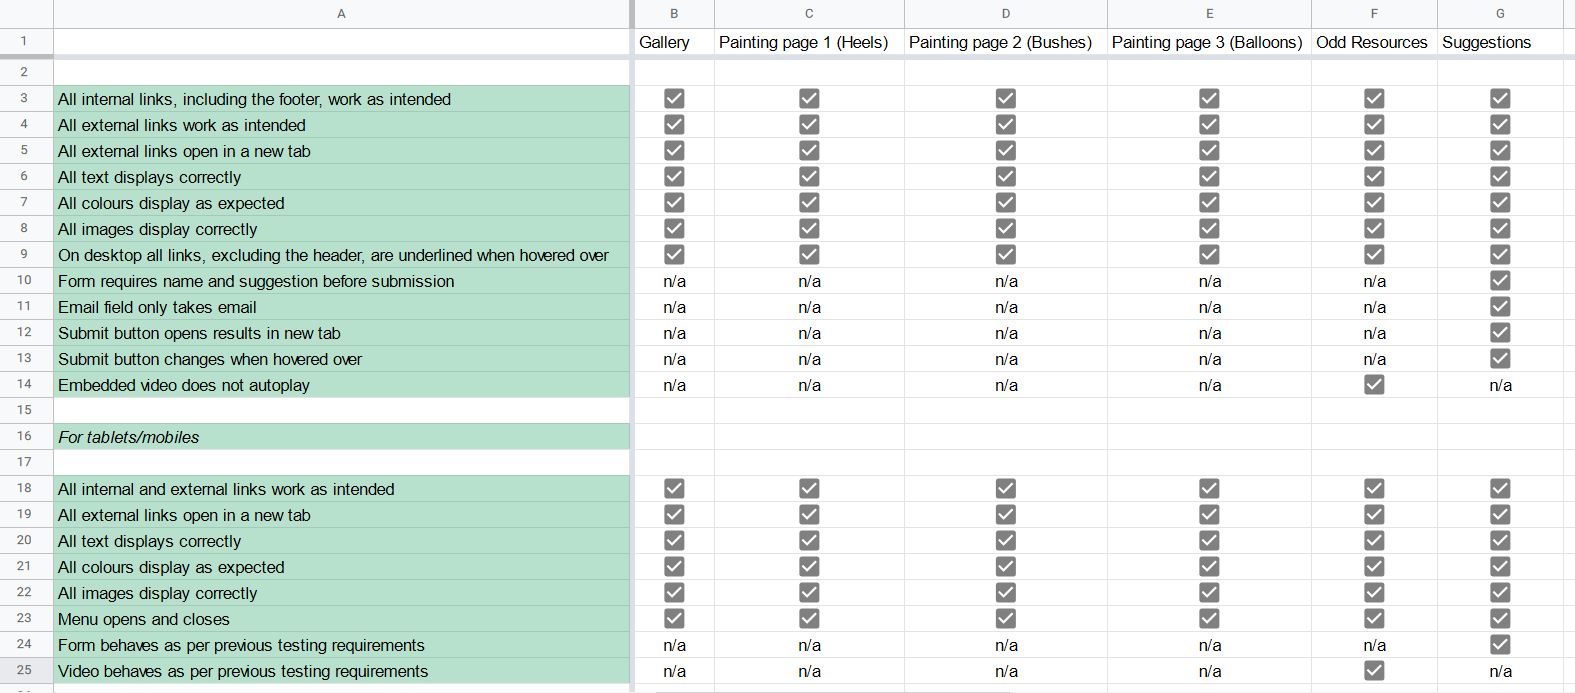 A B C D E F G
1 Gallery Painting page 1 (Heels) Painting page 2 (Bushes) Painting page 3 (Balloons) Odd Resources Suggestions
2
3 All internal links, including the footer, work as intended
4 All external links work as intended
5 All external links open in a new tab
6 All text displays correctly
7 All colours display as expected
8 All images display correctly
9 On desktop all links, excluding the header, are underlined when hovered over
10 Form requires name and suggestion before submission n/a n/a n/a n/a n/a
11 Email field only takes email n/a n/a n/a n/a n/a
12 Submit button opens results in new tab n/a n/a n/a n/a n/a
13 Submit button changes when hovered over n/a n/a n/a n/a n/a
14 Embedded video does not autoplay n/a n/a n/a n/a n/a
15
16 For tablets/mobiles
17
18 All internal and external links work as intended
19 All external links open in a new tab
20 All text displays correctly
21 All colours display as expected
22 All images display correctly
23 Menu opens and closes
24 Form behaves as per previous testing requirements n/a n/a n/a n/a n/a
25 Video behaves as per previous testing requirements n/a n/a n/a n/a n/a